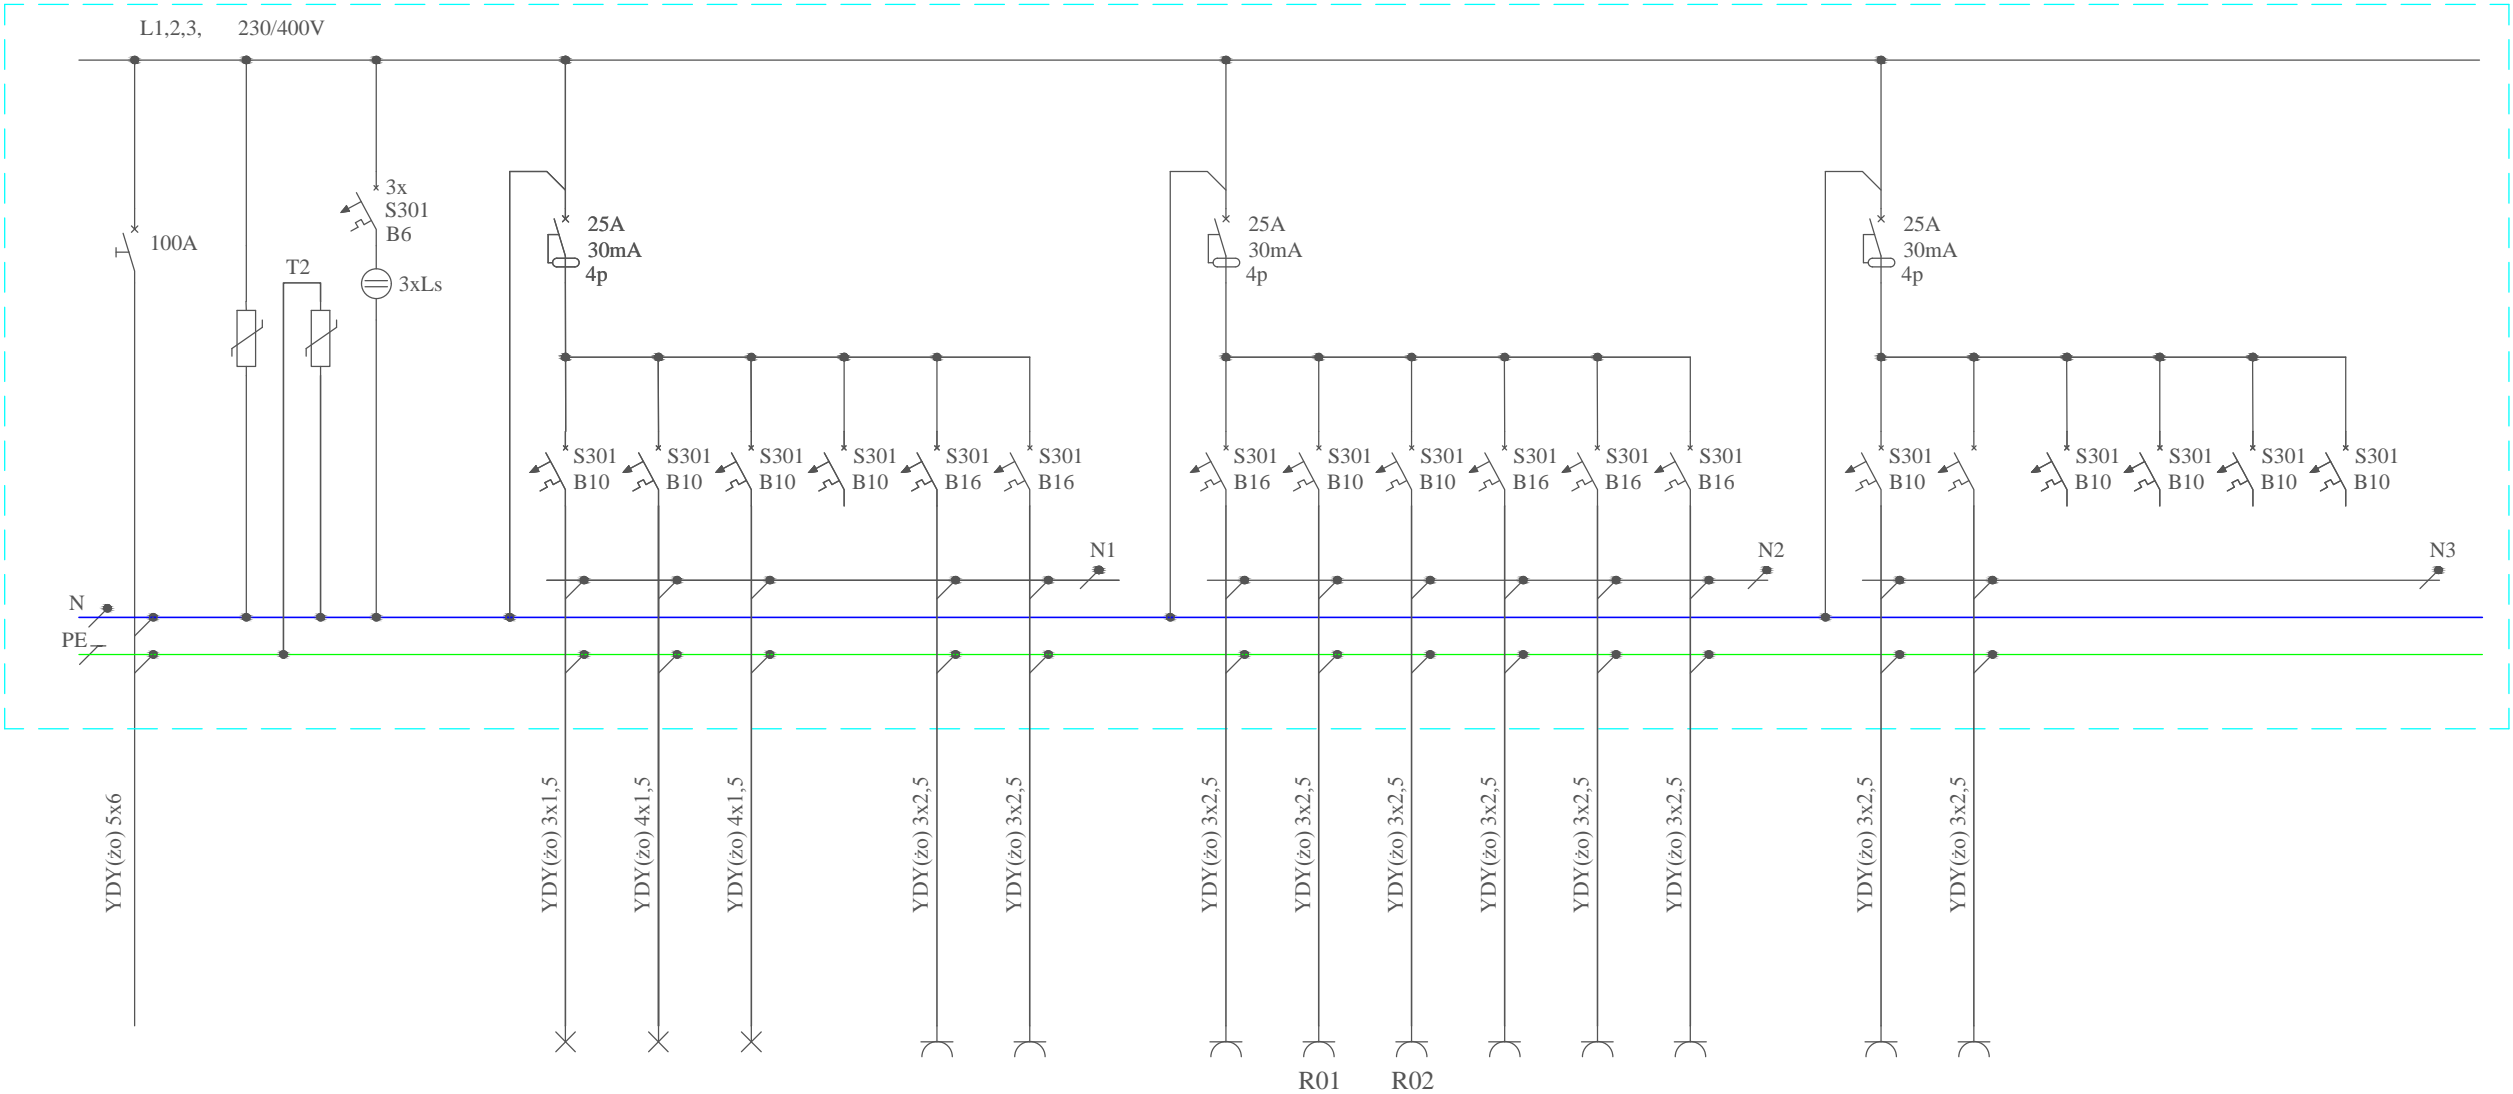 L1,2,3, 230/400V
100A
T2
3x
S301
B6
3xLs
25A
30mA
4p
25A
30mA
4p
25A
30mA
4p
S301
B10
S301
B10
S301
B10
S301
B10
S301
B16
S301
B16
S301
B16
S301
B10
S301
B10
S301
B16
S301
B16
S301
B16
S301
B10
S301
B10
S301
B10
S301
B10
S301
B10
N1
N2
N3
N
PE
YDY(żo) 5x6
YDY(żo) 3x1,5
YDY(żo) 4x1,5
YDY(żo) 4x1,5
YDY(żo) 3x2,5
YDY(żo) 3x2,5
YDY(żo) 3x2,5
YDY(żo) 3x2,5
YDY(żo) 3x2,5
YDY(żo) 3x2,5
YDY(żo) 3x2,5
YDY(żo) 3x2,5
YDY(żo) 3x2,5
YDY(żo) 3x2,5
R01
R02